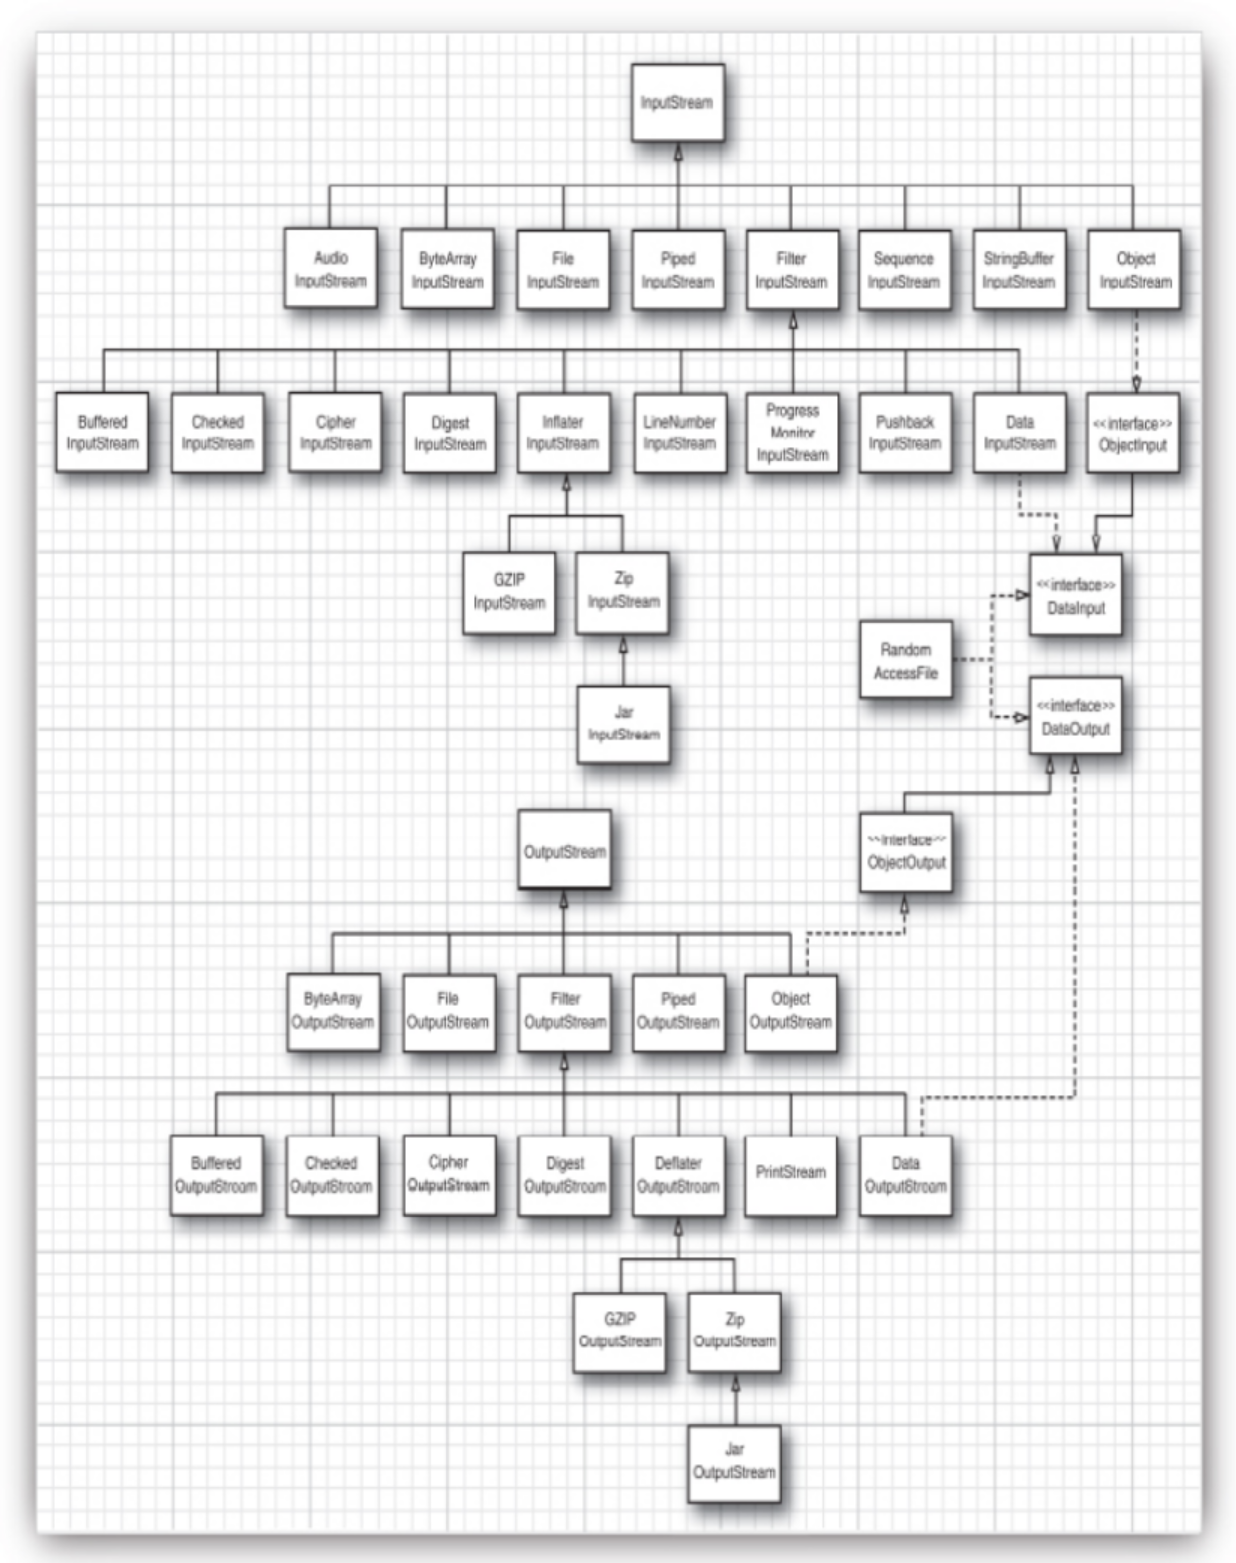 InputStream
Audio
InputStream
ByteArray
InputStream
File
InputStream
Piped
InputStream
Filter
InputStream
Sequence
InputStream
StringBuffer
InputStream
Object
InputStream
Buffered
InputStream
Checked
InputStream
Cipher
InputStream
Digest
InputStream
Inflater
InputStream
LineNumber
InputStream
Progress
Monitor
InputStream
Pushback
InputStream
Data
InputStream
<<interface>>
ObjectInput
GZIP
InputStream
Zip
InputStream
<<interface>>
DataInput
Random
AccessFile
Jar
InputStream
<<interface>>
DataOutput
OutputStream
<<interface>>
ObjectOutput
ByteArray
OutputStream
File
OutputStream
Filter
OutputStream
Piped
OutputStream
Object
OutputStream
Buffered
OutputStream
Checked
OutputStream
Cipher
OutputStream
Digest
OutputStream
Deflater
OutputStream
PrintStream
Data
OutputStream
GZIP
OutputStream
Zip
OutputStream
Jar
OutputStream